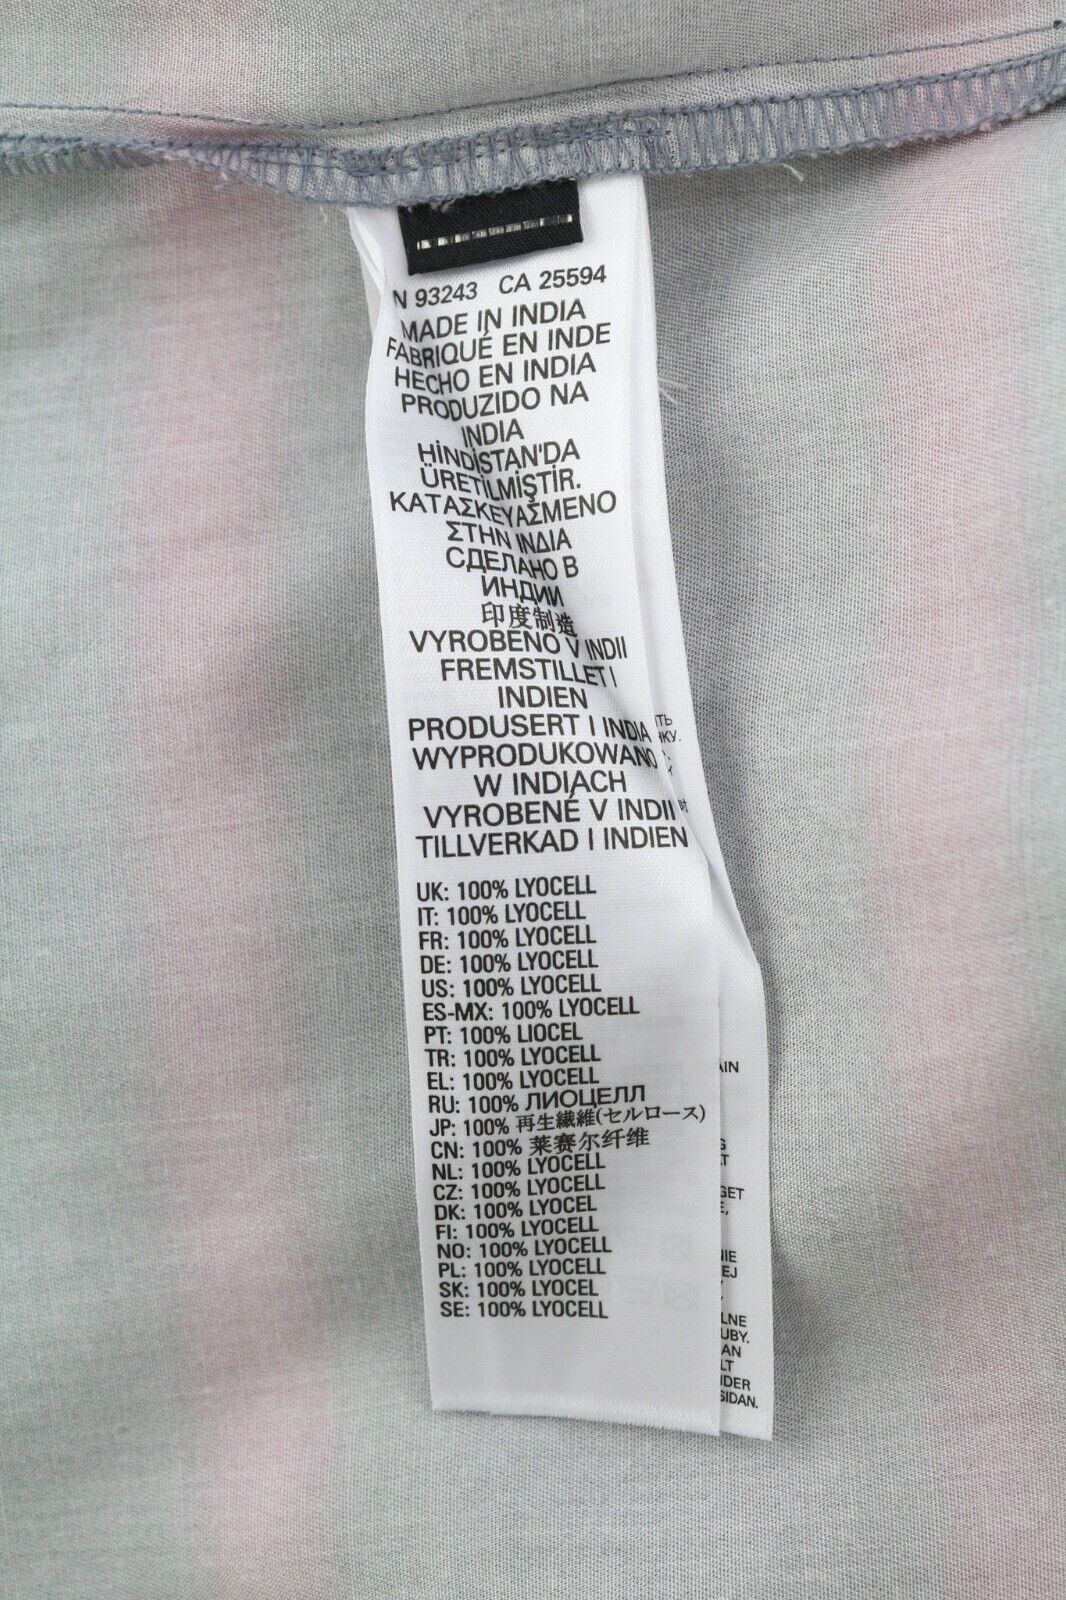 N 93243 CA 25594
MADE IN INDIA
FABRIQUÉ EN INDE
HECHO EN INDIA
PRODUZIDO NA
INDIA
HİNDİSTAN'DA
ÜRETİLMİŞTİR.
ΚΑΤΑΣΚΕΥΑΣΜΕΝΟ
ΣΤΗΝ ΙΝΔΙΑ
СДЕЛАНО В
ИНДИИ
印度制造
VYROBENO V INDII
FREMSTILLET I
INDIEN
PRODUSERT I INDIA
WYPRODUKOWANO
W INDIACH
VYROBENÉ V INDII
TILLVERKAD I INDIEN
UK: 100% LYOCELL
IT: 100% LYOCELL
FR: 100% LYOCELL
DE: 100% LYOCELL
US: 100% LYOCELL
ES-MX: 100% LYOCELL
PT: 100% LIOCEL
TR: 100% LYOCELL
EL: 100% LYOCELL
RU: 100% ЛИОЦЕЛЛ
JP: 100% 再生繊維(セルロース)
CN: 100% 莱赛尔纤维
NL: 100% LYOCELL
CZ: 100% LYOCELL
DK: 100% LYOCEL
FI: 100% LYOCELL
NO: 100% LYOCELL
PL: 100% LYOCELL
SK: 100% LYOCEL
SE: 100% LYOCELL